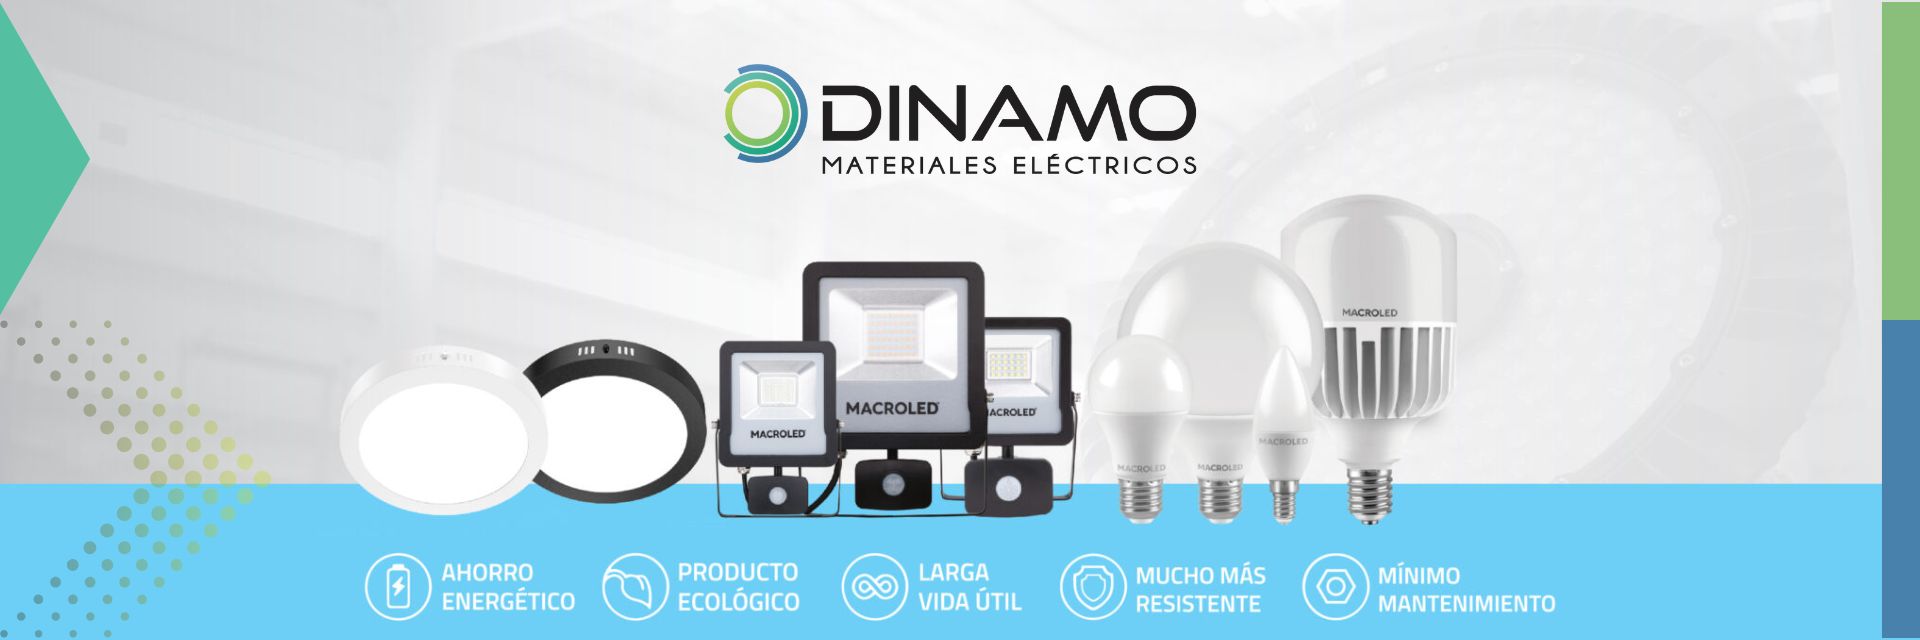 DINAMO
MATERIALES ELÉCTRICOS
MACROLED
MACROLED
MACROLED
MACROLED
MACROLED
MACROLED
MACROLED
AHORRO
ENERGÉTICO
PRODUCTO
ECOLÓGICO
LARGA
VIDA ÚTIL
MUCHO MÁS
RESISTENTE
MÍNIMO
MANTENIMIENTO